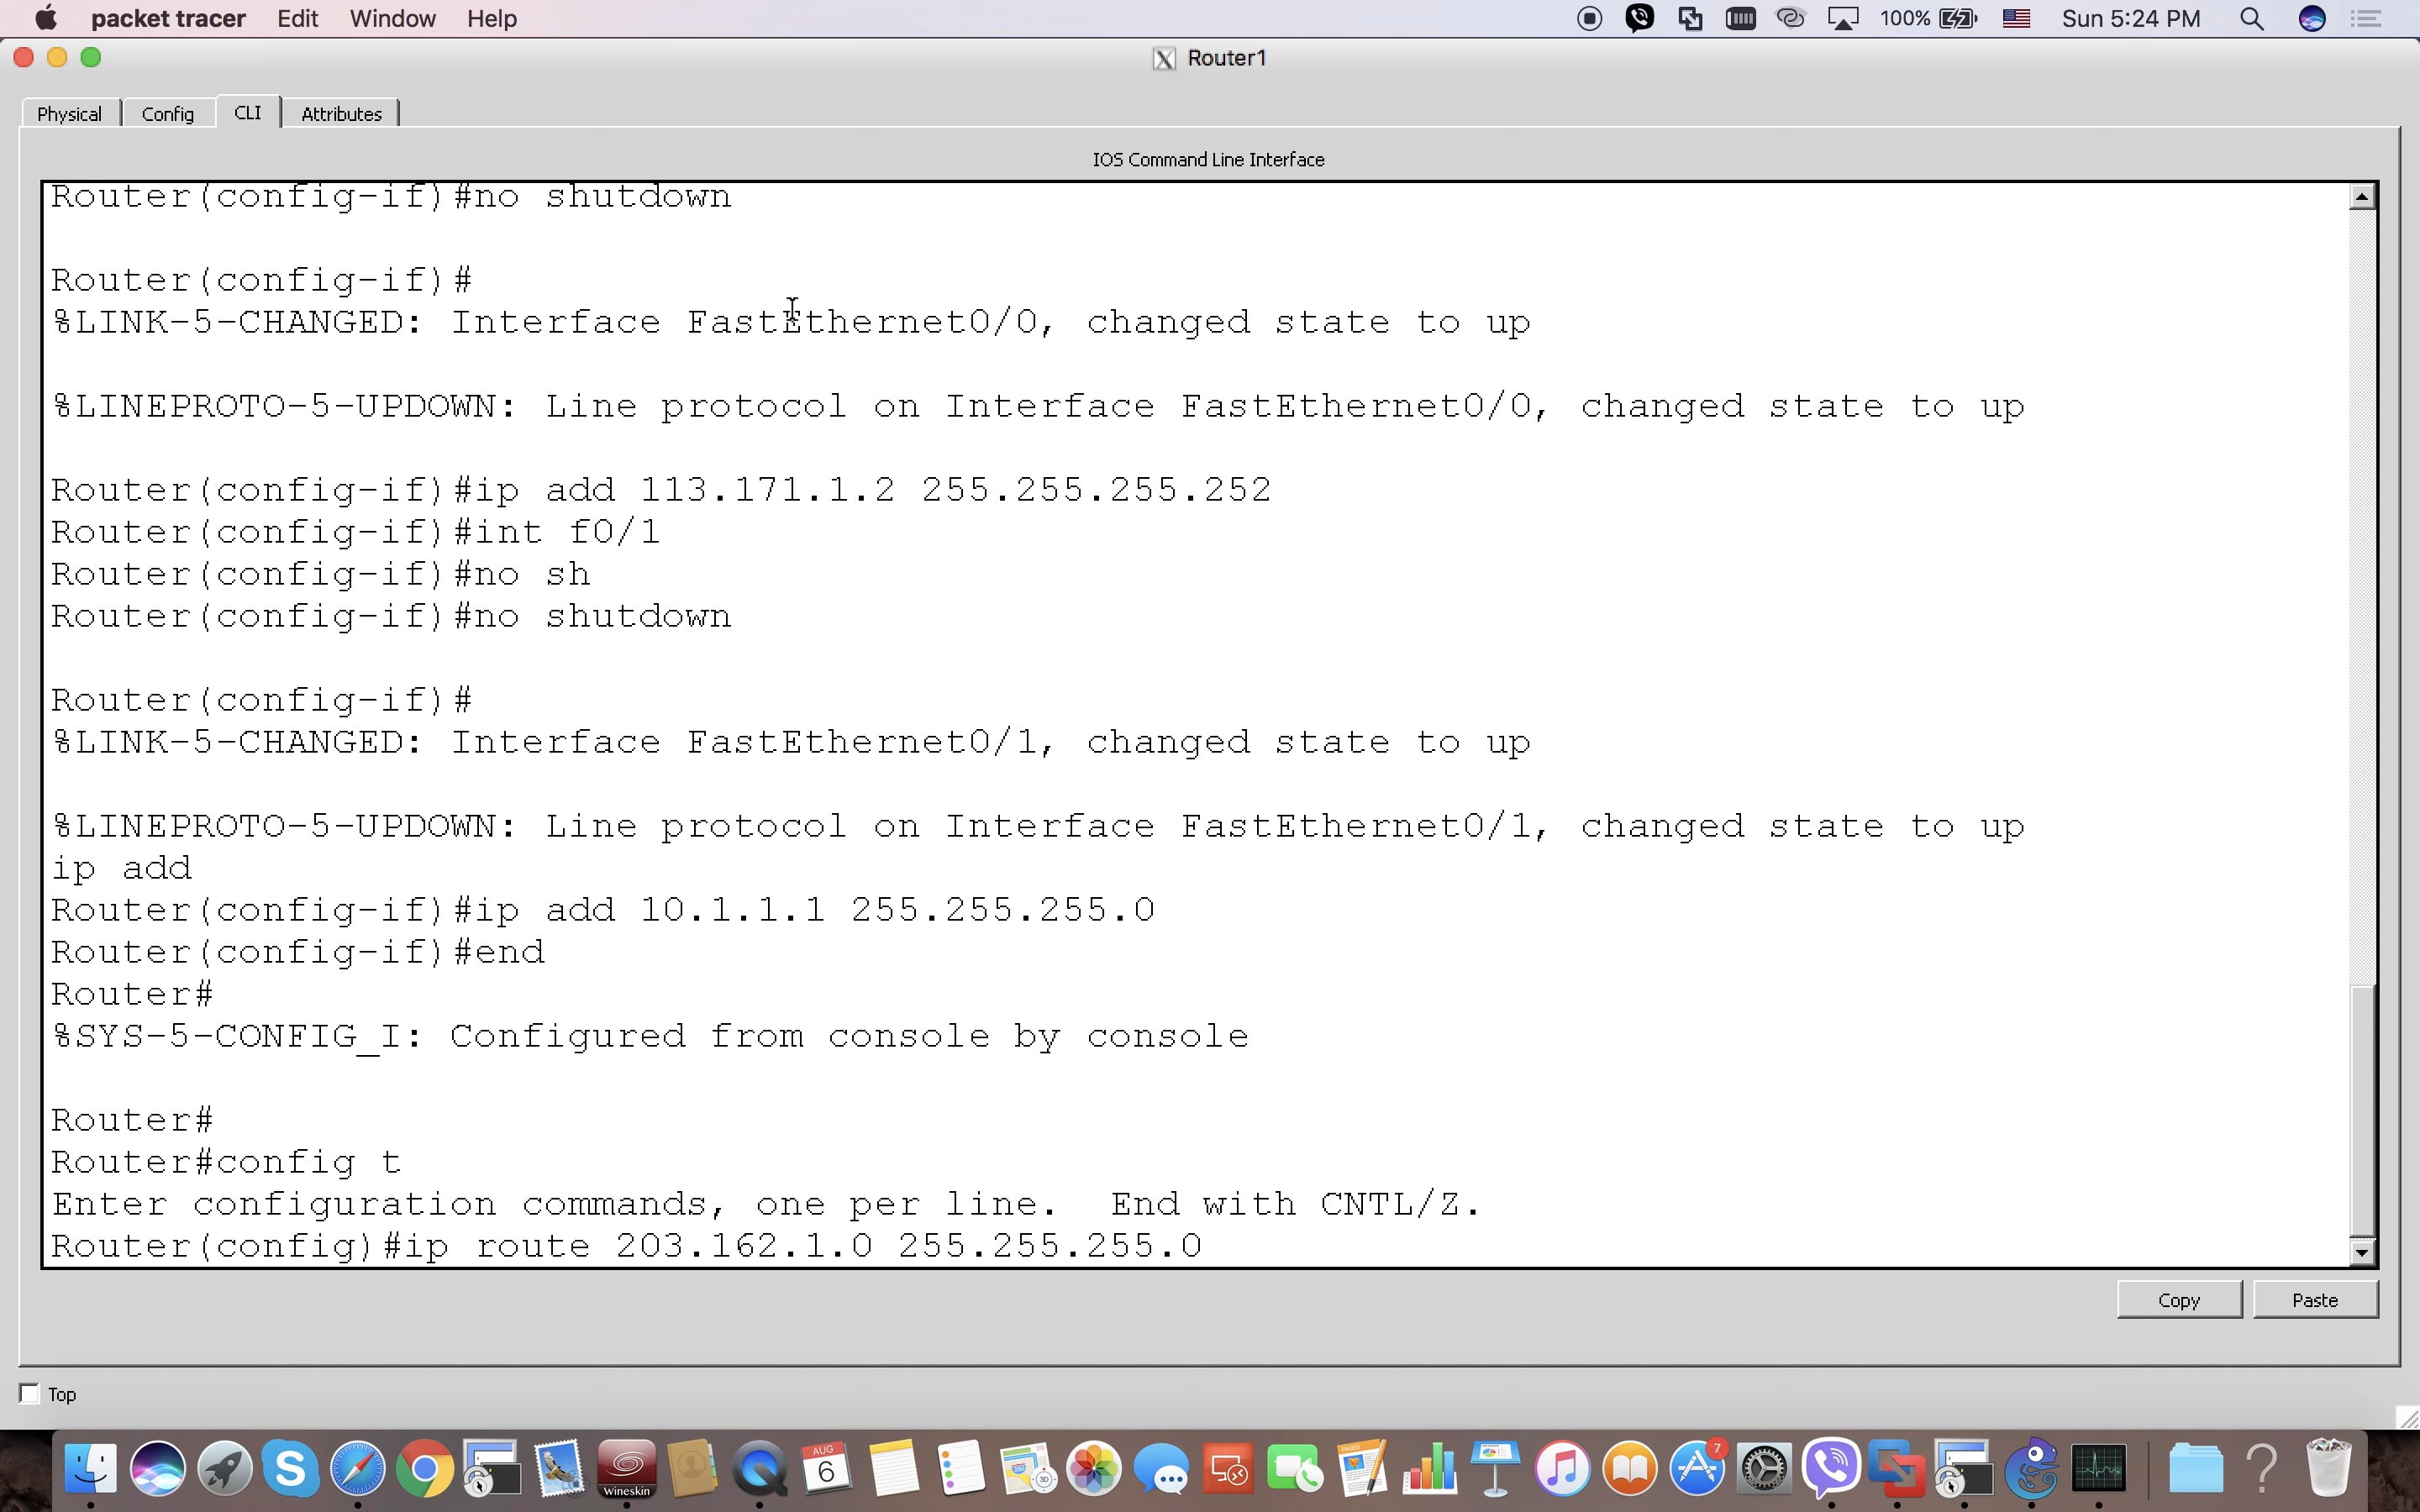 packet tracer Edit Window Help 100% Sun 5:24 PM
Router1
Physical Config CLI Attributes
IOS Command Line Interface
Router(config-if)#no shutdown
Router(config-if)#
%LINK-5-CHANGED: Interface FastEthernet0/0, changed state to up
%LINEPROTO-5-UPDOWN: Line protocol on Interface FastEthernet0/0, changed state to up
Router(config-if)#ip add 113.171.1.2 255.255.255.252
Router(config-if)#int f0/1
Router(config-if)#no sh
Router(config-if)#no shutdown
Router(config-if)#
%LINK-5-CHANGED: Interface FastEthernet0/1, changed state to up
%LINEPROTO-5-UPDOWN: Line protocol on Interface FastEthernet0/1, changed state to up
ip add
Router(config-if)#ip add 10.1.1.1 255.255.255.0
Router(config-if)#end
Router#
%SYS-5-CONFIG_I: Configured from console by console
Router#
Router#config t
Enter configuration commands, one per line.  End with CNTL/Z.
Router(config)#ip route 203.162.1.0 255.255.255.0
Copy Paste
Top
Wineskin
AUG
6
PAGES
3D
7